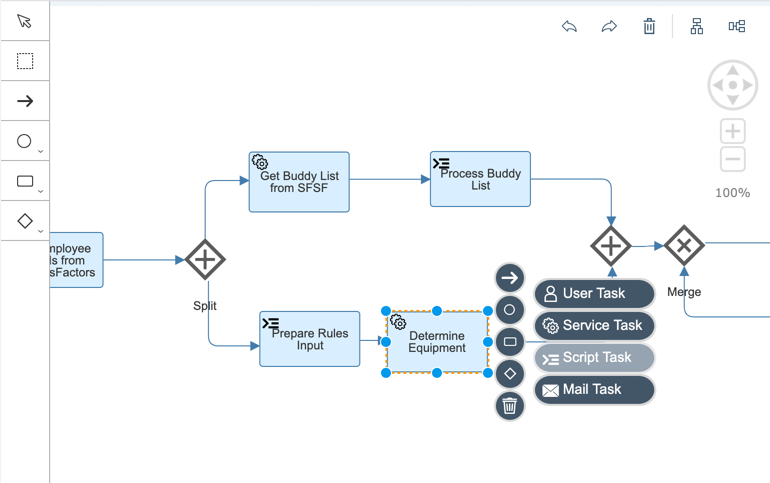 100%
Get Buddy List
from SFSF
Process Buddy
List
mployee
ls from
sFactors
Split
Merge
Prepare Rules
Input
Determine
Equipment
User Task
Service Task
Script Task
Mail Task